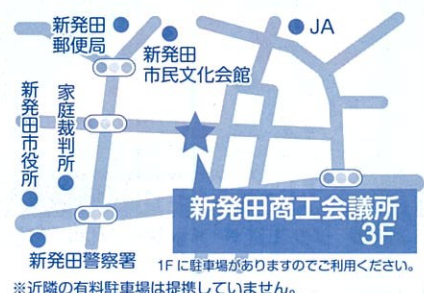 新発田
郵便局
新発田
市民文化会館
JA
家庭裁判所
新発田市役所
新発田商工会議所
3F
新発田警察署
1Fに駐車場がありますのでご利用ください。
※近隣の有料駐車場は提携していません。